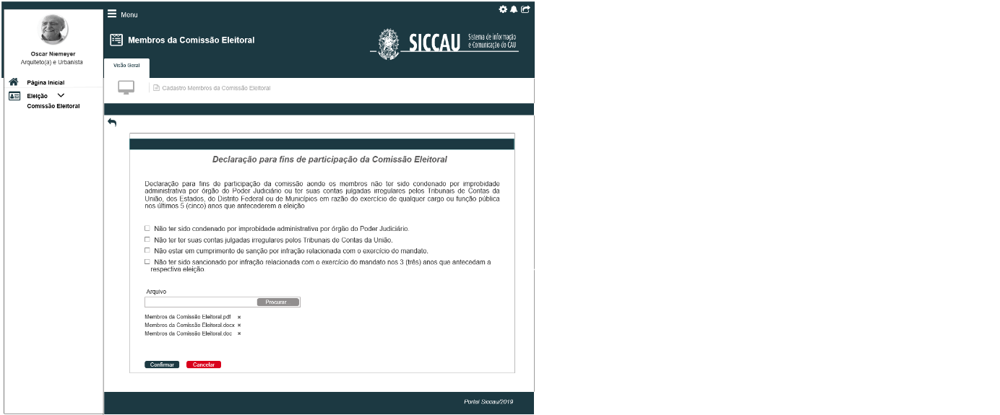 Menu
Membros da Comissão Eleitoral
SICCAU
Sistema de informação
e Comunicação do CAU
Oscar Niemeyer
Arquiteto(a) e Urbanista
Página Inicial
Eleição
Comissão Eleitoral
Visão Geral
Cadastro Membros da Comissão Eleitoral
Declaração para fins de participação da Comissão Eleitoral
Declaração para fins de participação da comissão aonde os membros não ter sido condenado por improbidade
administrativa por órgão do Poder Judiciário ou ter suas contas julgadas irregulares pelos Tribunais de Contas da
União, dos Estados, do Distrito Federal ou de Municípios em razão do exercício de qualquer cargo ou função pública
nos últimos 5 (cinco) anos que antecederem a eleição
Não ter sido condenado por improbidade administrativa por órgão do Poder Judiciário.
Não ter ter suas contas julgadas irregulares pelos Tribunais de Contas da União.
Não estar em cumprimento de sanção por infração relacionada com o exercício do mandato.
Não ter sido sancionado por infração relacionada com o exercício do mandato nos 3 (três) anos que antecedam a
respectiva eleição.
Arquivo
Procurar
Membros da Comissão Eleitoral.pdf
Membros da Comissão Eleitoral.docx
Membros da Comissão Eleitoral.doc
Confirmar
Cancelar
Portal Siccau/2019